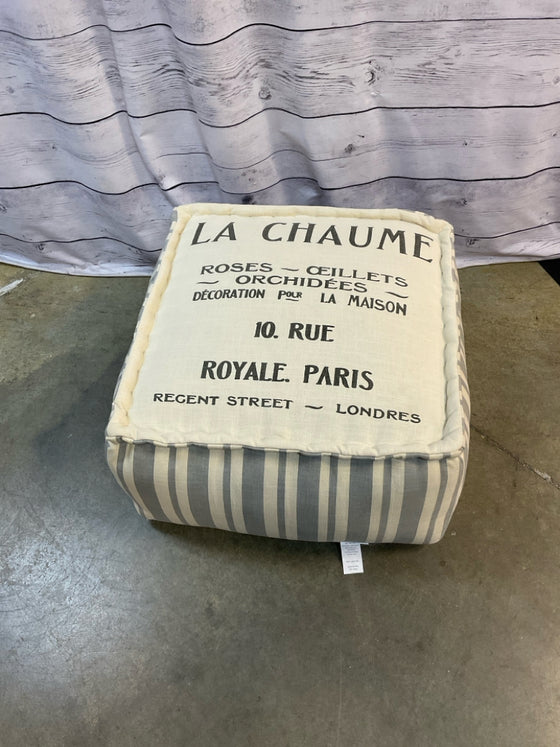 LA CHAUME
ROSES ~ ŒILLETS
~ ORCHIDÉES ~
DÉCORATION POUR LA MAISON
10. RUE
ROYALE. PARIS
REGENT STREET ~ LONDRES